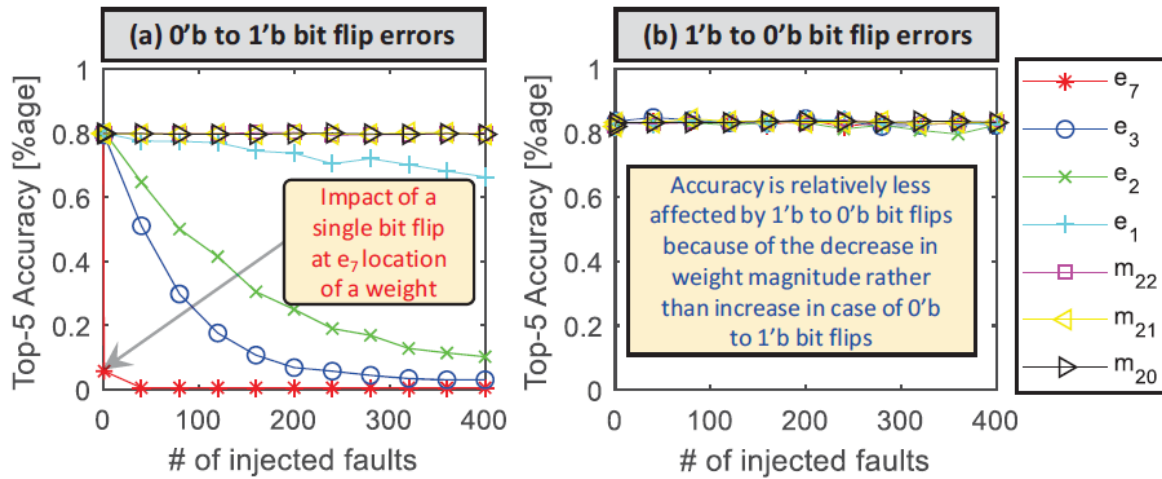 (a) 0'b to 1'b bit flip errors
Top-5 Accuracy [%age]
1
0.8
0.6
0.4
0.2
0
Impact of a
single bit flip
at e7 location
of a weight
0
100
200
300
400
# of injected faults
(b) 1'b to 0'b bit flip errors
Top-5 Accuracy [%age]
1
0.8
0.6
0.4
0.2
0
Accuracy is relatively less
affected by 1'b to 0'b bit flips
because of the decrease in
weight magnitude rather
than increase in case of 0'b
to 1'b bit flips
0
100
200
300
400
# of injected faults
e7
e3
e2
e1
m22
m21
m20